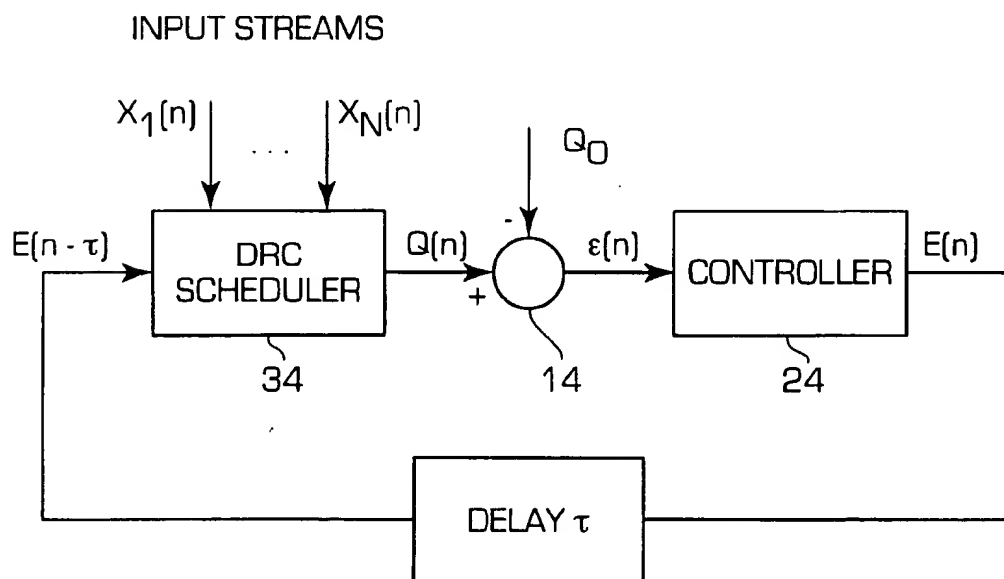 INPUT STREAMS
X1(n)
...
XN(n)
Q0
-
E(n - τ)
DRC
SCHEDULER
Q(n)
+
ε(n)
CONTROLLER
E(n)
34
14
24
DELAY τ